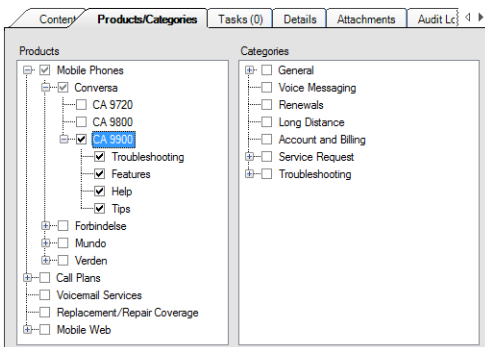 Content Products/Categories Tasks (0) Details Attachments Audit Lo
Products
Mobile Phones
Conversa
CA 9720
CA 9800
CA 9900
Troubleshooting
Features
Help
Tips
Forbindelse
Mundo
Verden
Call Plans
Voicemail Services
Replacement/Repair Coverage
Mobile Web
Categories
General
Voice Messaging
Renewals
Long Distance
Account and Billing
Service Request
Troubleshooting